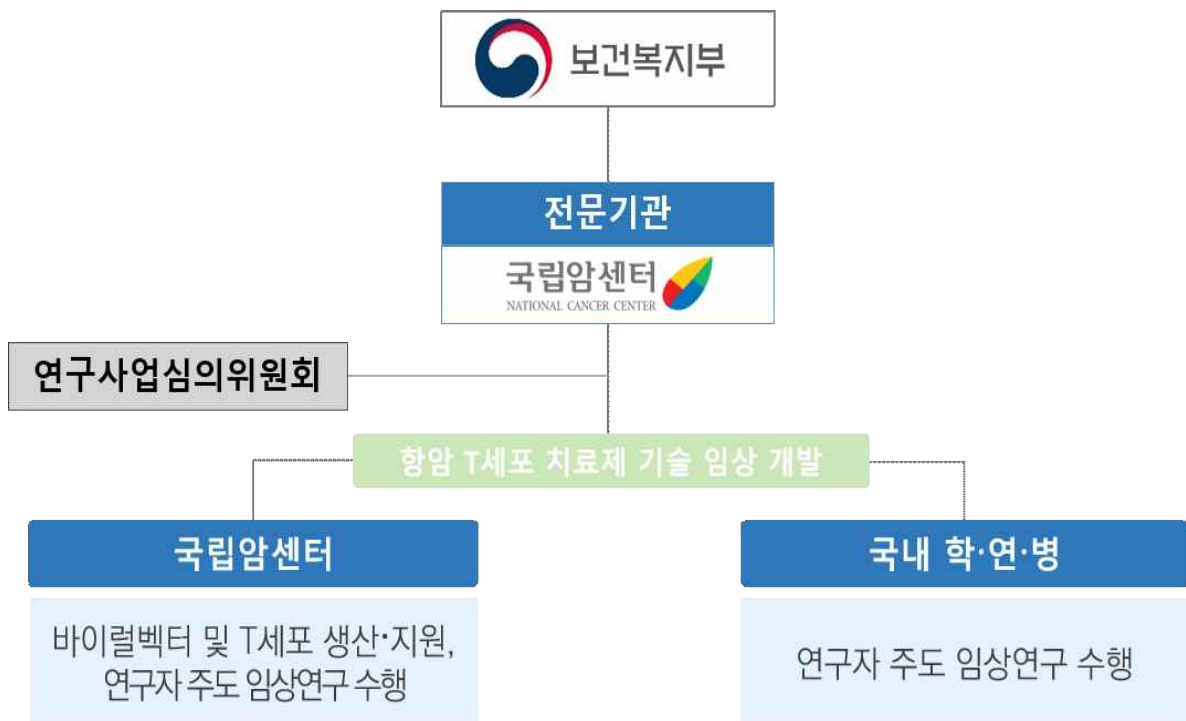 보건복지부
전문기관
국립암센터
NATIONAL CANCER CENTER
연구사업심의위원회
항암 T세포 치료제 기술 임상 개발
국립암센터
바이럴벡터 및 T세포 생산·지원,
연구자 주도 임상연구 수행
국내 학·연·병
연구자 주도 임상연구 수행